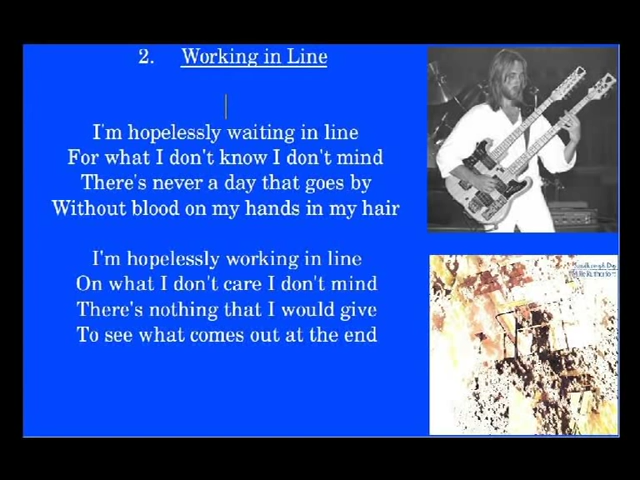 2. Working in Line
I'm hopelessly waiting in line
For what I don't know I don't mind
There's never a day that goes by
Without blood on my hands in my hair
I'm hopelessly working in line
On what I don't care I don't mind
There's nothing that I would give
To see what comes out at the end